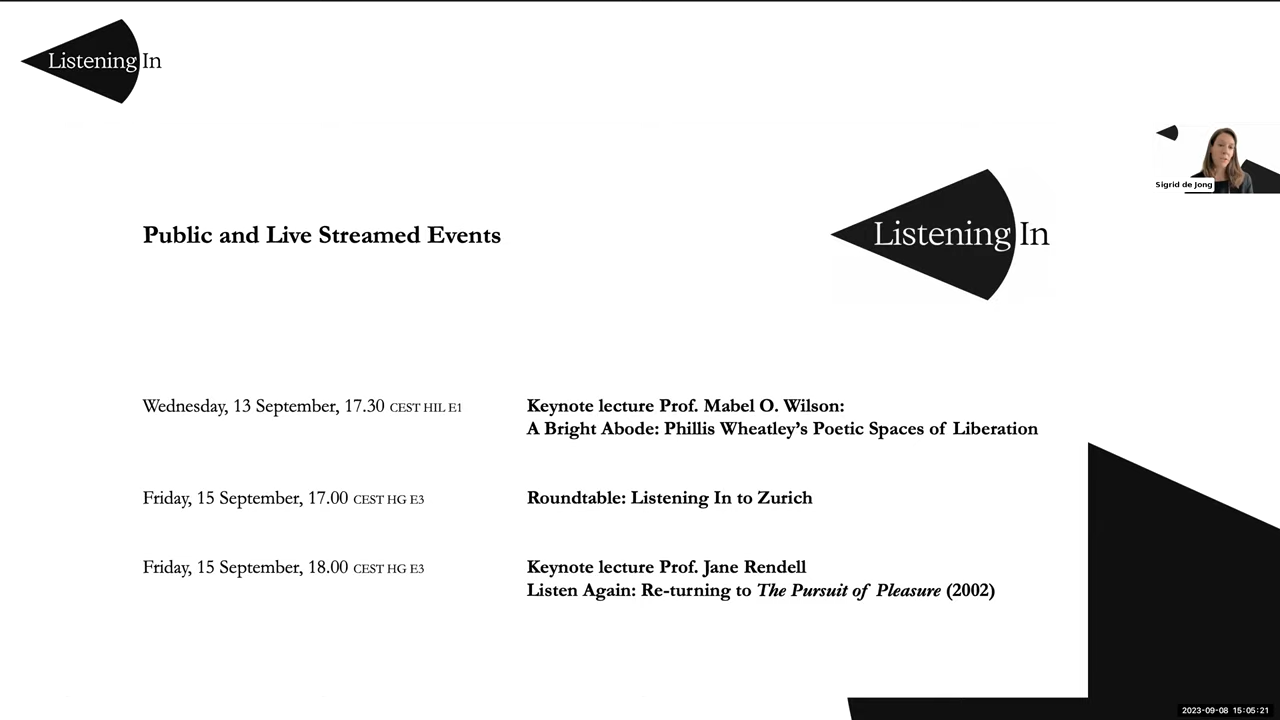 Listening In
Sigrid de Jong
Public and Live Streamed Events
Listening In
Wednesday, 13 September, 17.30 CEST HIL E1
Keynote lecture Prof. Mabel O. Wilson:
A Bright Abode: Phillis Wheatley’s Poetic Spaces of Liberation
Friday, 15 September, 17.00 CEST HG E3
Roundtable: Listening In to Zurich
Friday, 15 September, 18.00 CEST HG E3
Keynote lecture Prof. Jane Rendell
Listen Again: Re-turning to The Pursuit of Pleasure (2002)
2023-09-08 15:05:21